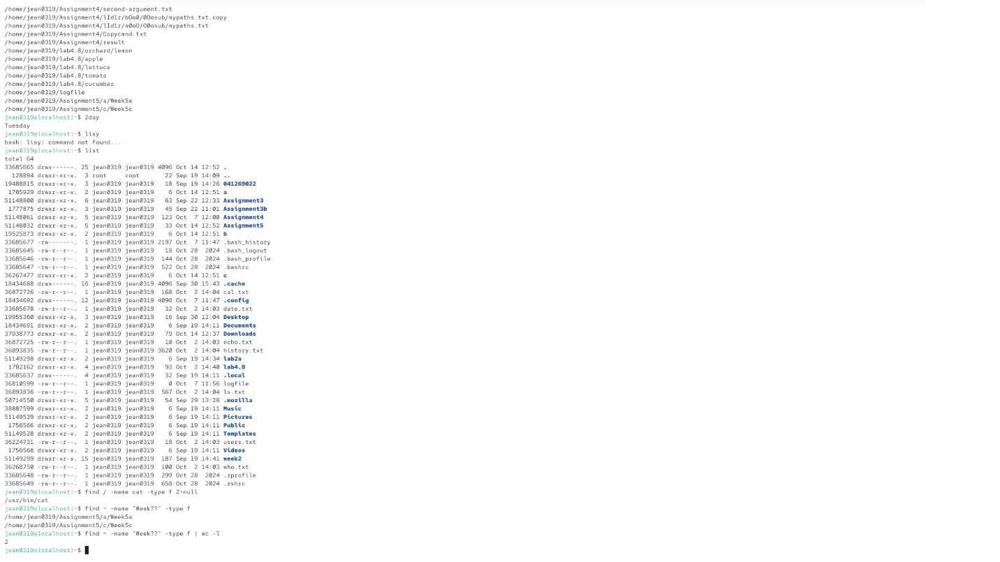 /home/jean0319/Assignment4/second-argument.txt
/home/jean0319/Assignment4/lId1r/bOo0/0Oosub/mypaths.txt.copy
/home/jean0319/Assignment4/lId1r/a0oO/O0osub/mypaths.txt
/home/jean0319/Assignment4/Copycmnd.txt
/home/jean0319/Assignment4/result
/home/jean0319/lab4.8/orchard/lemon
/home/jean0319/lab4.8/apple
/home/jean0319/lab4.8/lettuce
/home/jean0319/lab4.8/tomato
/home/jean0319/lab4.8/cucumber
/home/jean0319/logfile
/home/jean0319/Assignment5/a/Week5a
/home/jean0319/Assignment5/c/Week5c
jean0319@localhost:~$ 2day
Tuesday
jean0319@localhost:~$ lisy
bash: lisy: command not found...
jean0319@localhost:~$ list
total 64
33685665 drwx------. 25 jean0319 jean0319 4096 Oct 14 12:52 .
  128894 drwxr-xr-x.  3 root     root       22 Sep 19 14:09 ..
19488815 drwxr-xr-x.  3 jean0319 jean0319   18 Sep 19 14:26 041269022
 1785929 drwxr-xr-x.  2 jean0319 jean0319    6 Oct 14 12:51 a
51148800 drwxr-xr-x.  6 jean0319 jean0319   63 Sep 22 12:33 Assignment3
 1777875 drwxr-xr-x.  3 jean0319 jean0319   45 Sep 22 11:01 Assignment3b
51148061 drwxr-xr-x.  5 jean0319 jean0319  123 Oct  7 12:00 Assignment4
51148032 drwxr-xr-x.  5 jean0319 jean0319   33 Oct 14 12:52 Assignment5
19525873 drwxr-xr-x.  2 jean0319 jean0319    6 Oct 14 12:51 b
33685677 -rw-------.  1 jean0319 jean0319 2197 Oct  7 11:47 .bash_history
33685645 -rw-r--r--.  1 jean0319 jean0319   18 Oct 28  2024 .bash_logout
33685646 -rw-r--r--.  1 jean0319 jean0319  144 Oct 28  2024 .bash_profile
33685647 -rw-r--r--.  1 jean0319 jean0319  522 Oct 28  2024 .bashrc
36267477 drwxr-xr-x.  2 jean0319 jean0319    6 Oct 14 12:51 c
18434688 drwx------. 16 jean0319 jean0319 4096 Sep 30 15:43 .cache
36872726 -rw-r--r--.  1 jean0319 jean0319  168 Oct  2 14:04 cal.txt
18434692 drwx------. 12 jean0319 jean0319 4096 Oct  7 11:47 .config
33685678 -rw-r--r--.  1 jean0319 jean0319   32 Oct  2 14:03 date.txt
19955360 drwxr-xr-x.  3 jean0319 jean0319   16 Sep 30 12:04 Desktop
18434691 drwxr-xr-x.  2 jean0319 jean0319    6 Sep 19 14:11 Documents
37938773 drwxr-xr-x.  2 jean0319 jean0319   79 Oct 14 12:37 Downloads
36872725 -rw-r--r--.  1 jean0319 jean0319   10 Oct  2 14:03 echo.txt
36893835 -rw-r--r--.  1 jean0319 jean0319 3620 Oct  2 14:04 history.txt
51149298 drwxr-xr-x.  2 jean0319 jean0319    6 Sep 19 14:34 lab2a
 1782162 drwxr-xr-x.  4 jean0319 jean0319   93 Oct  2 14:40 lab4.8
33685637 drwx------.  4 jean0319 jean0319   32 Sep 19 14:11 .local
36810599 -rw-r--r--.  1 jean0319 jean0319    0 Oct  7 11:56 logfile
36893836 -rw-r--r--.  1 jean0319 jean0319  567 Oct  2 14:04 ls.txt
50714550 drwxr-xr-x.  5 jean0319 jean0319   54 Sep 29 13:28 .mozilla
38887599 drwxr-xr-x.  2 jean0319 jean0319    6 Sep 19 14:11 Music
51149539 drwxr-xr-x.  2 jean0319 jean0319    6 Sep 19 14:11 Pictures
 1756566 drwxr-xr-x.  2 jean0319 jean0319    6 Sep 19 14:11 Public
51149528 drwxr-xr-x.  2 jean0319 jean0319    6 Sep 19 14:11 Templates
36224731 -rw-r--r--.  1 jean0319 jean0319   18 Oct  2 14:03 users.txt
 1756568 drwxr-xr-x.  2 jean0319 jean0319    6 Sep 19 14:11 Videos
51149299 drwxr-xr-x. 15 jean0319 jean0319  187 Sep 19 14:41 week2
36268750 -rw-r--r--.  1 jean0319 jean0319  100 Oct  2 14:03 who.txt
33685648 -rw-r--r--.  1 jean0319 jean0319  299 Oct 28  2024 .zprofile
33685649 -rw-r--r--.  1 jean0319 jean0319  658 Oct 28  2024 .zshrc
jean0319@localhost:~$ find / -name cat -type f 2>null
/usr/bin/cat
jean0319@localhost:~$ find ~ -name "Week??" -type f
/home/jean0319/Assignment5/a/Week5a
/home/jean0319/Assignment5/c/Week5c
jean0319@localhost:~$ find ~ -name "Week??" -type f | wc -l
2
jean0319@localhost:~$